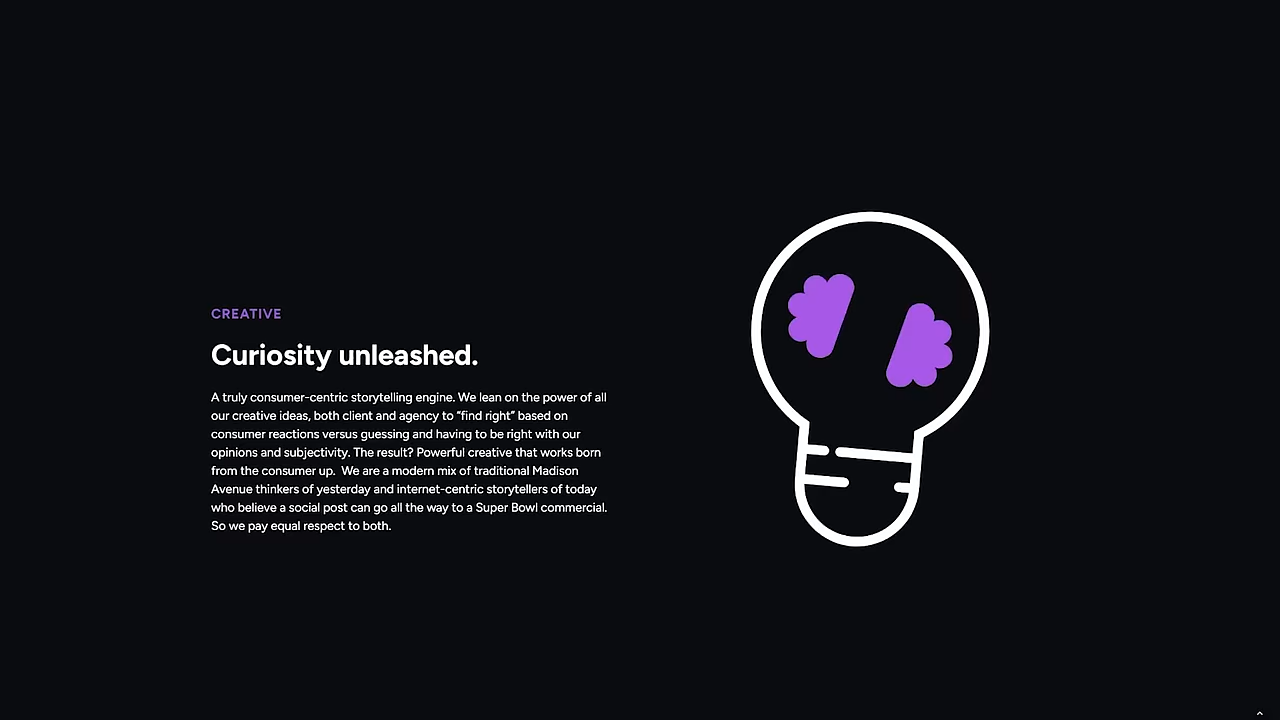 CREATIVE
Curiosity unleashed.
A truly consumer-centric storytelling engine. We lean on the power of all
our creative ideas, both client and agency to “find right” based on
consumer reactions versus guessing and having to be right with our
opinions and subjectivity. The result? Powerful creative that works born
from the consumer up.  We are a modern mix of traditional Madison
Avenue thinkers of yesterday and internet-centric storytellers of today
who believe a social post can go all the way to a Super Bowl commercial.
So we pay equal respect to both.